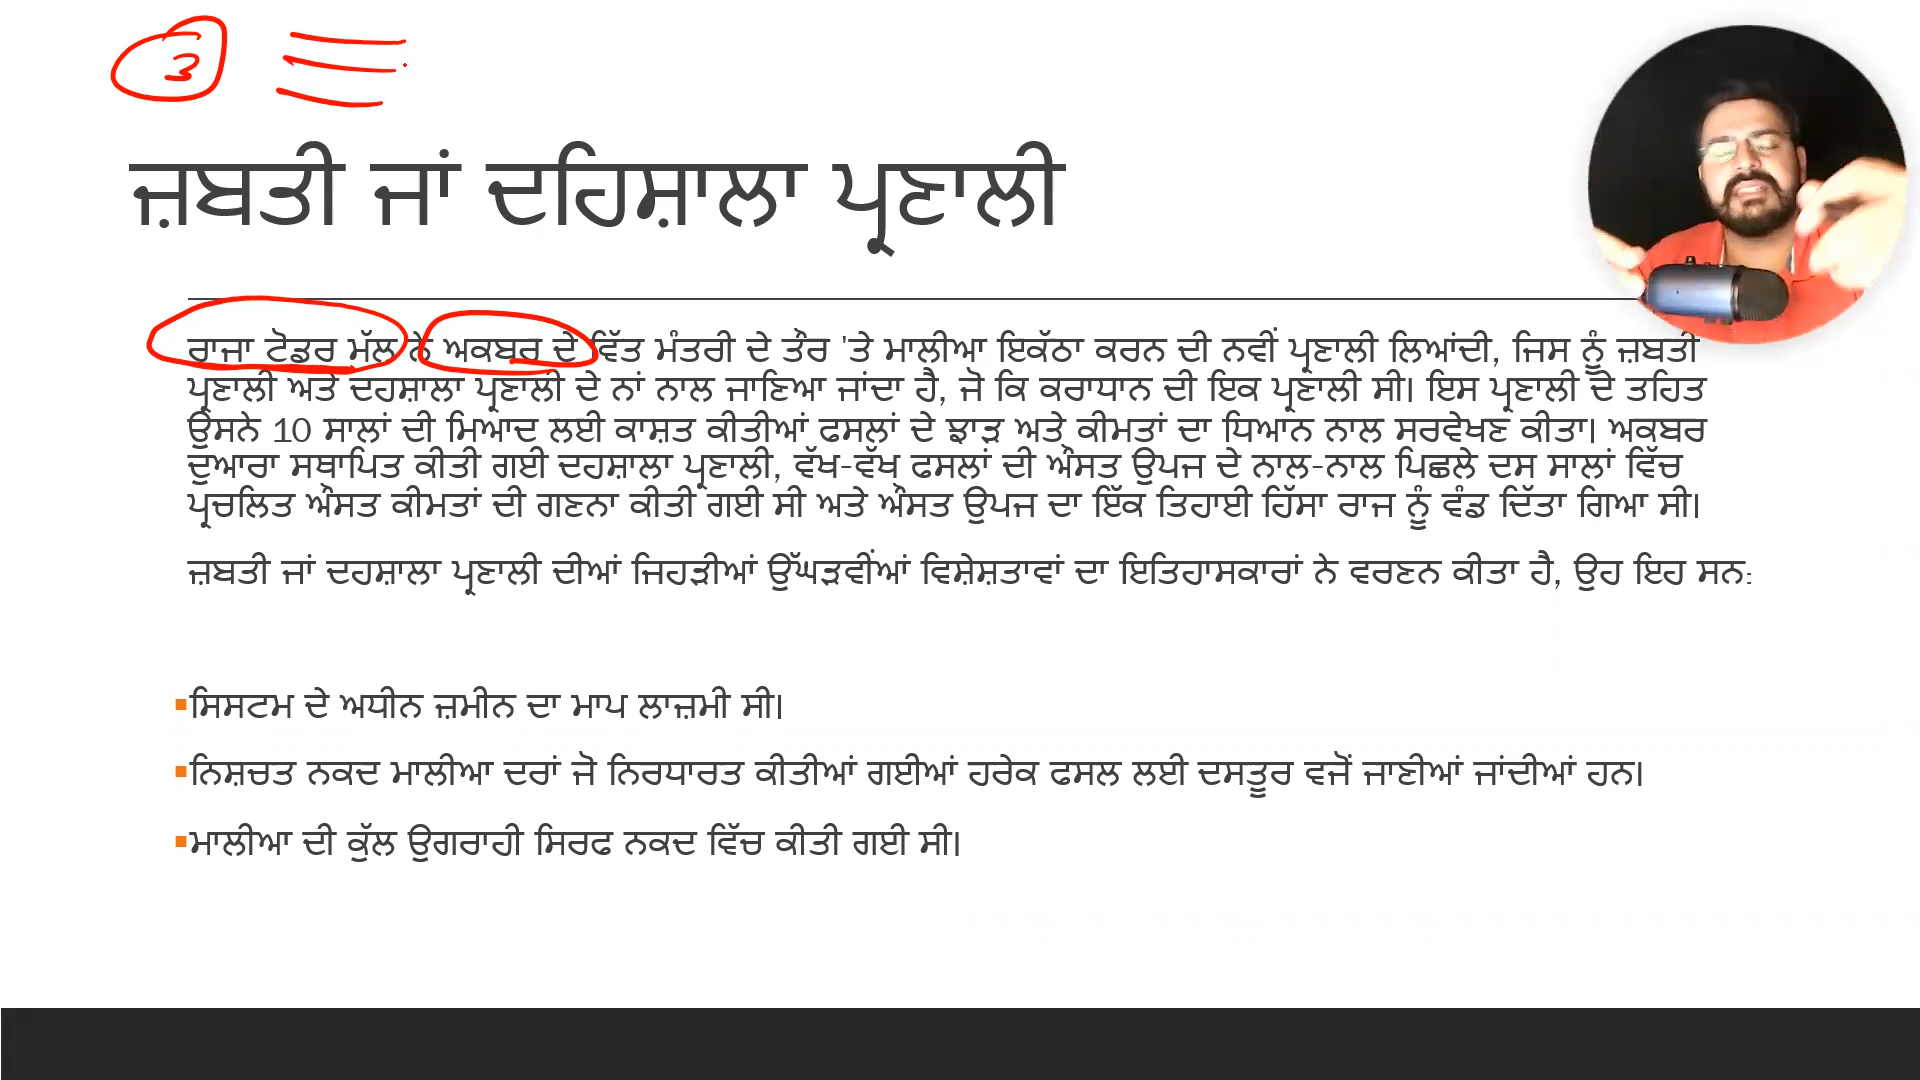 3
ਜ਼ਬਤੀ ਜਾਂ ਦਹਿਸ਼ਾਲਾ ਪ੍ਰਣਾਲੀ
ਰਾਜਾ ਟੋਡਰ ਮੱਲ ਨੇ ਅਕਬਰ ਦੇ ਵਿੱਤ ਮੰਤਰੀ ਦੇ ਤੌਰ 'ਤੇ ਮਾਲੀਆ ਇਕੱਠਾ ਕਰਨ ਦੀ ਨਵੀਂ ਪ੍ਰਣਾਲੀ ਲਿਆਂਦੀ, ਜਿਸ ਨੂੰ ਜ਼ਬਤੀ
ਪ੍ਰਣਾਲੀ ਅਤੇ ਦਹਸ਼ਾਲਾ ਪ੍ਰਣਾਲੀ ਦੇ ਨਾਂ ਨਾਲ ਜਾਣਿਆ ਜਾਂਦਾ ਹੈ, ਜੋ ਕਿ ਕਰਾਧਾਨ ਦੀ ਇਕ ਪ੍ਰਣਾਲੀ ਸੀ। ਇਸ ਪ੍ਰਣਾਲੀ ਦੇ ਤਹਿਤ
ਉਸਨੇ 10 ਸਾਲਾਂ ਦੀ ਮਿਆਦ ਲਈ ਕਾਸ਼ਤ ਕੀਤੀਆਂ ਫਸਲਾਂ ਦੇ ਝਾੜ ਅਤੇ ਕੀਮਤਾਂ ਦਾ ਧਿਆਨ ਨਾਲ ਸਰਵੇਖਣ ਕੀਤਾ। ਅਕਬਰ
ਦੁਆਰਾ ਸਥਾਪਿਤ ਕੀਤੀ ਗਈ ਦਹਸ਼ਾਲਾ ਪ੍ਰਣਾਲੀ, ਵੱਖ-ਵੱਖ ਫਸਲਾਂ ਦੀ ਔਸਤ ਉਪਜ ਦੇ ਨਾਲ-ਨਾਲ ਪਿਛਲੇ ਦਸ ਸਾਲਾਂ ਵਿੱਚ
ਪ੍ਰਚਲਿਤ ਔਸਤ ਕੀਮਤਾਂ ਦੀ ਗਣਨਾ ਕੀਤੀ ਗਈ ਸੀ ਅਤੇ ਔਸਤ ਉਪਜ ਦਾ ਇੱਕ ਤਿਹਾਈ ਹਿੱਸਾ ਰਾਜ ਨੂੰ ਵੰਡ ਦਿੱਤਾ ਗਿਆ ਸੀ।
ਜ਼ਬਤੀ ਜਾਂ ਦਹਸ਼ਾਲਾ ਪ੍ਰਣਾਲੀ ਦੀਆਂ ਜਿਹੜੀਆਂ ਉੱਘੜਵੀਂਆਂ ਵਿਸ਼ੇਸ਼ਤਾਵਾਂ ਦਾ ਇਤਿਹਾਸਕਾਰਾਂ ਨੇ ਵਰਣਨ ਕੀਤਾ ਹੈ, ਉਹ ਇਹ ਸਨ:
ਸਿਸਟਮ ਦੇ ਅਧੀਨ ਜ਼ਮੀਨ ਦਾ ਮਾਪ ਲਾਜ਼ਮੀ ਸੀ।
ਨਿਸ਼ਚਤ ਨਕਦ ਮਾਲੀਆ ਦਰਾਂ ਜੋ ਨਿਰਧਾਰਤ ਕੀਤੀਆਂ ਗਈਆਂ ਹਰੇਕ ਫਸਲ ਲਈ ਦਸਤੂਰ ਵਜੋਂ ਜਾਣੀਆਂ ਜਾਂਦੀਆਂ ਹਨ।
ਮਾਲੀਆ ਦੀ ਕੁੱਲ ਉਗਰਾਹੀ ਸਿਰਫ ਨਕਦ ਵਿੱਚ ਕੀਤੀ ਗਈ ਸੀ।